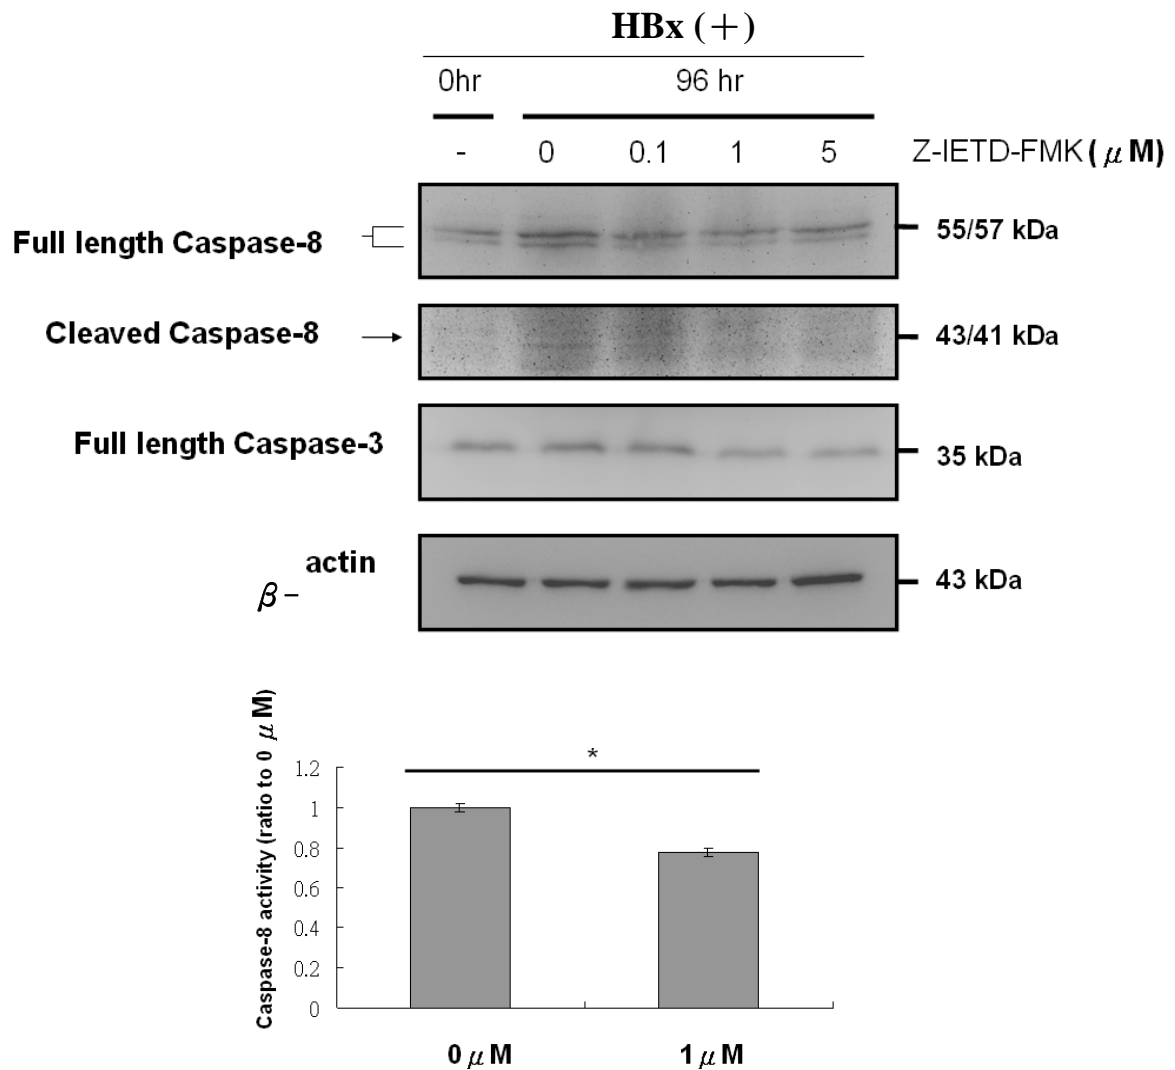 HBx (+)
0hr 96 hr
- 0 0.1 1 5 Z-IETD-FMK (μM)
Full length Caspase-8 55/57 kDa
Cleaved Caspase-8 43/41 kDa
Full length Caspase-3 35 kDa
β-actin 43 kDa
Caspase-8 activity (ratio to 0 μM)
*
1.2
1
0.8
0.6
0.4
0.2
0
0 μM 1 μM